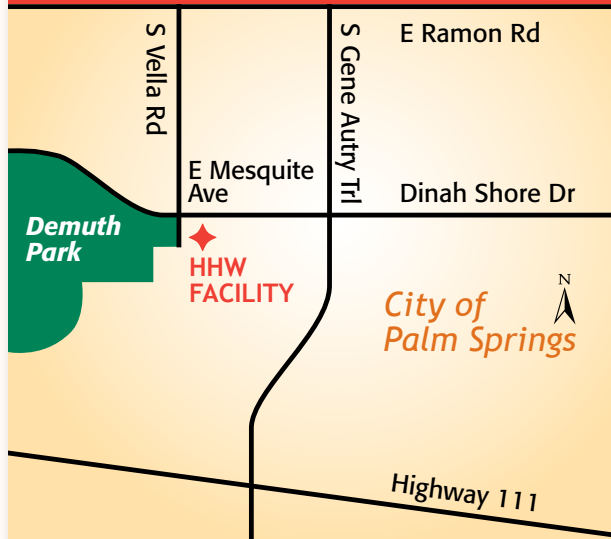 E Ramon Rd
S Vella Rd
S Gene Autry Trl
E Mesquite
Ave
Dinah Shore Dr
Demuth
Park
HHW
FACILITY
N
City of
Palm Springs
Highway 111